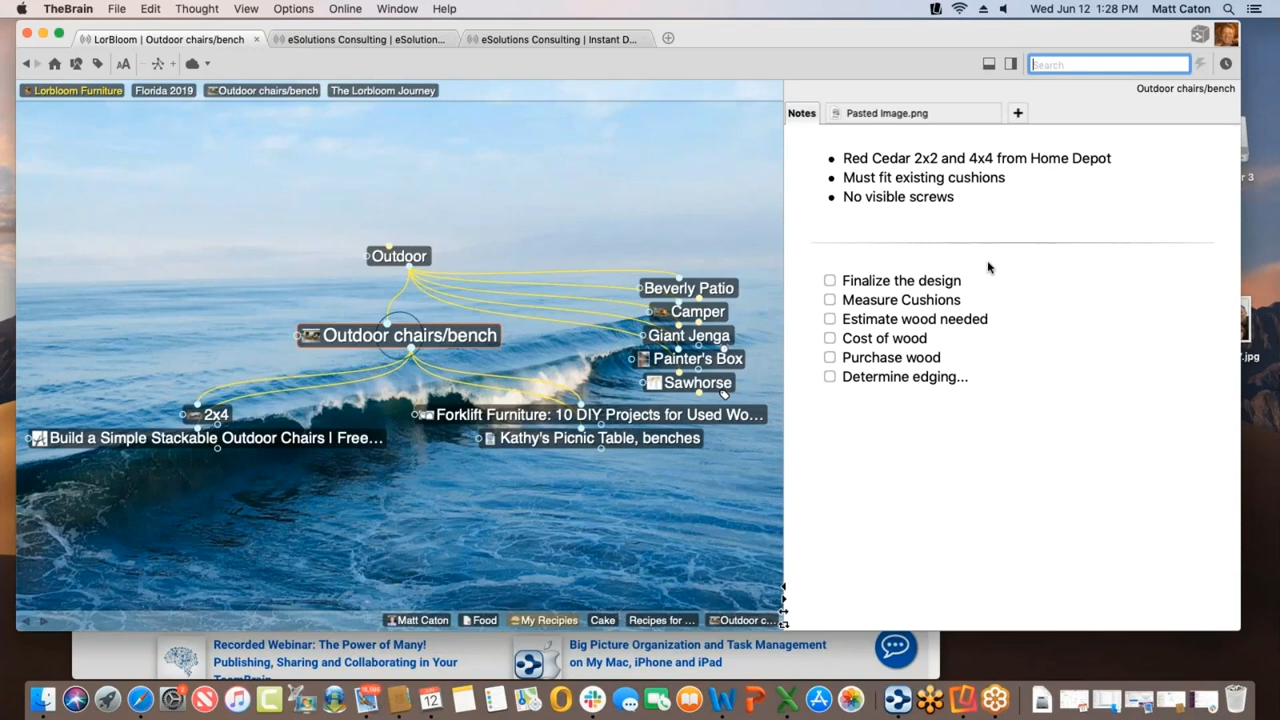 TheBrain File Edit Thought View Options Online Window Help Wed Jun 12 1:28 PM Matt Caton
LorBloom | Outdoor chairs/bench eSolutions Consulting | eSolution... eSolutions Consulting | Instant D...
AA Search
Lorbloom Furniture Florida 2019 Outdoor chairs/bench The Lorbloom Journey
Outdoor chairs/bench
Notes Pasted Image.png
Red Cedar 2x2 and 4x4 from Home Depot
Must fit existing cushions
No visible screws
Outdoor
Finalize the design
Beverly Patio
Measure Cushions
Camper
Estimate wood needed
Outdoor chairs/bench
Giant Jenga
Cost of wood
Painter's Box
Purchase wood
Sawhorse
Determine edging...
2x4
Forklift Furniture: 10 DIY Projects for Used Wo...
Build a Simple Stackable Outdoor Chairs | Free...
Kathy's Picnic Table, benches
Matt Caton Food My Recipies Cake Recipes for ... Outdoor c...
Recorded Webinar: The Power of Many!
Publishing, Sharing and Collaborating in Your
TeamBrain
Big Picture Organization and Task Management
on My Mac, iPhone and iPad
r 3
7.jpg
12